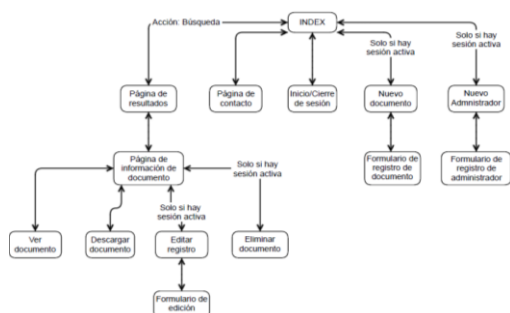 Acción: Búsqueda
INDEX
Solo si hay
sesión activa
Solo si hay
sesión activa
Página de
resultados
Página de
contacto
Inicio/Cierre
de sesión
Nuevo
documento
Nuevo
Admnistrador
Página de
información de
documento
Solo si hay
sesión activa
Formulario de
registro de
documento
Formulario de
registro de
administrador
Solo si hay
sesión activa
Ver
documento
Descargar
documento
Editar
registro
Eliminar
documento
Formulario de
edición